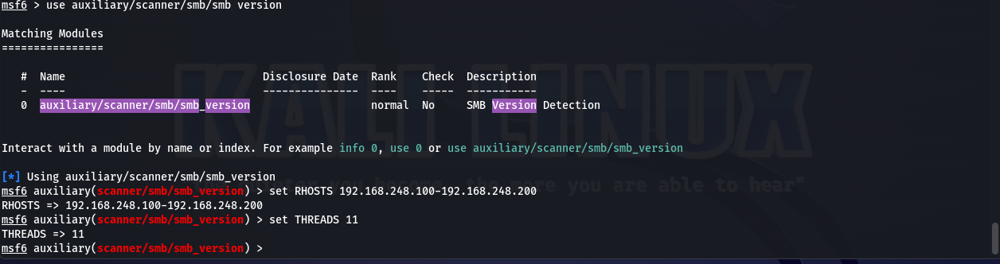 msf6 > use auxiliary/scanner/smb/smb version
Matching Modules
================
#  Name                                Disclosure Date  Rank    Check  Description
-  ----                                ---------------  ----    -----  -----------
0  auxiliary/scanner/smb/smb_version                    normal  No     SMB Version Detection
KALI LINUX
Interact with a module by name or index. For example info 0, use 0 or use auxiliary/scanner/smb/smb_version
[*] Using auxiliary/scanner/smb/smb_version
you become, the more you are able to hear"
msf6 auxiliary(scanner/smb/smb_version) > set RHOSTS 192.168.248.100-192.168.248.200
RHOSTS => 192.168.248.100-192.168.248.200
msf6 auxiliary(scanner/smb/smb_version) > set THREADS 11
THREADS => 11
msf6 auxiliary(scanner/smb/smb_version) >